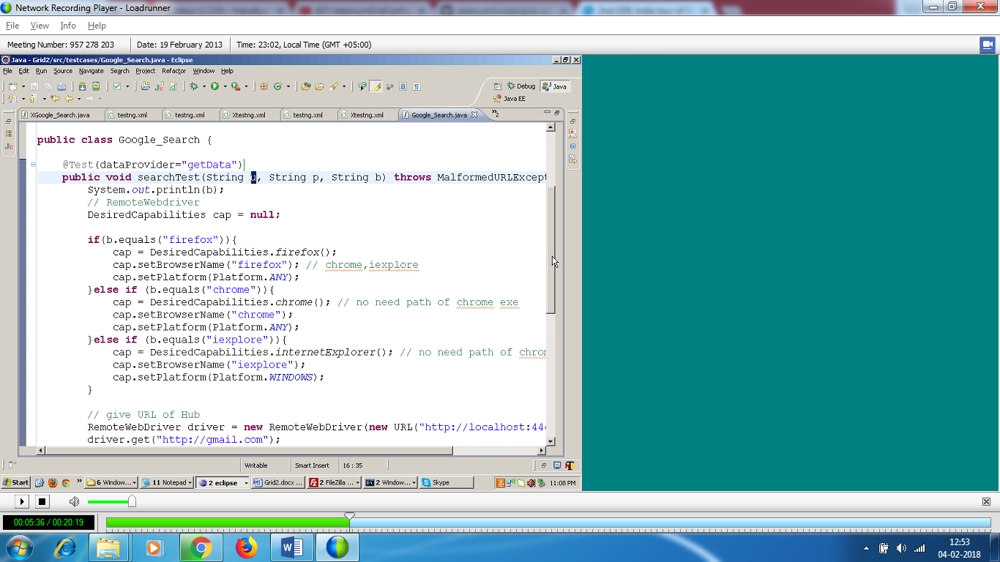 Network Recording Player - Loadrunner
File View Info Help
Meeting Number: 957 278 203 Date: 19 February 2013 Time: 23:02, Local Time (GMT +05:00)
Java - Grid2/src/testcases/Google_Search.java - Eclipse
File Edit Run Source Navigate Search Project Refactor Window Help
Debug Java
Java EE
XGoogle_Search.java testng.xml testng.xml Xtestng.xml testng.xml Xtestng.xml Google_Search.java »2
public class Google_Search {
@Test(dataProvider="getData")
public void searchTest(String u, String p, String b) throws MalformedURLExcept
System.out.println(b);
// RemoteWebdriver
DesiredCapabilities cap = null;
if(b.equals("firefox")){
cap = DesiredCapabilities.firefox();
cap.setBrowserName("firefox"); // chrome,iexplore
cap.setPlatform(Platform.ANY);
}else if (b.equals("chrome")){
cap = DesiredCapabilities.chrome(); // no need path of chrome exe
cap.setBrowserName("chrome");
cap.setPlatform(Platform.ANY);
}else if (b.equals("iexplore")){
cap = DesiredCapabilities.internetExplorer(); // no need path of chrom
cap.setBrowserName("iexplore");
cap.setPlatform(Platform.WINDOWS);
}
// give URL of Hub
RemoteWebDriver driver = new RemoteWebDriver(new URL("http://localhost:444
driver.get("http://gmail.com");
Writable Smart Insert 16 : 35
Start » 6 Window... 11 Notepad 2 eclipse Grid2.docx ... 2 FileZilla ... 2 Window... Skype 11:08 PM
00:05:36 / 00:20:19
12:53
04-02-2018